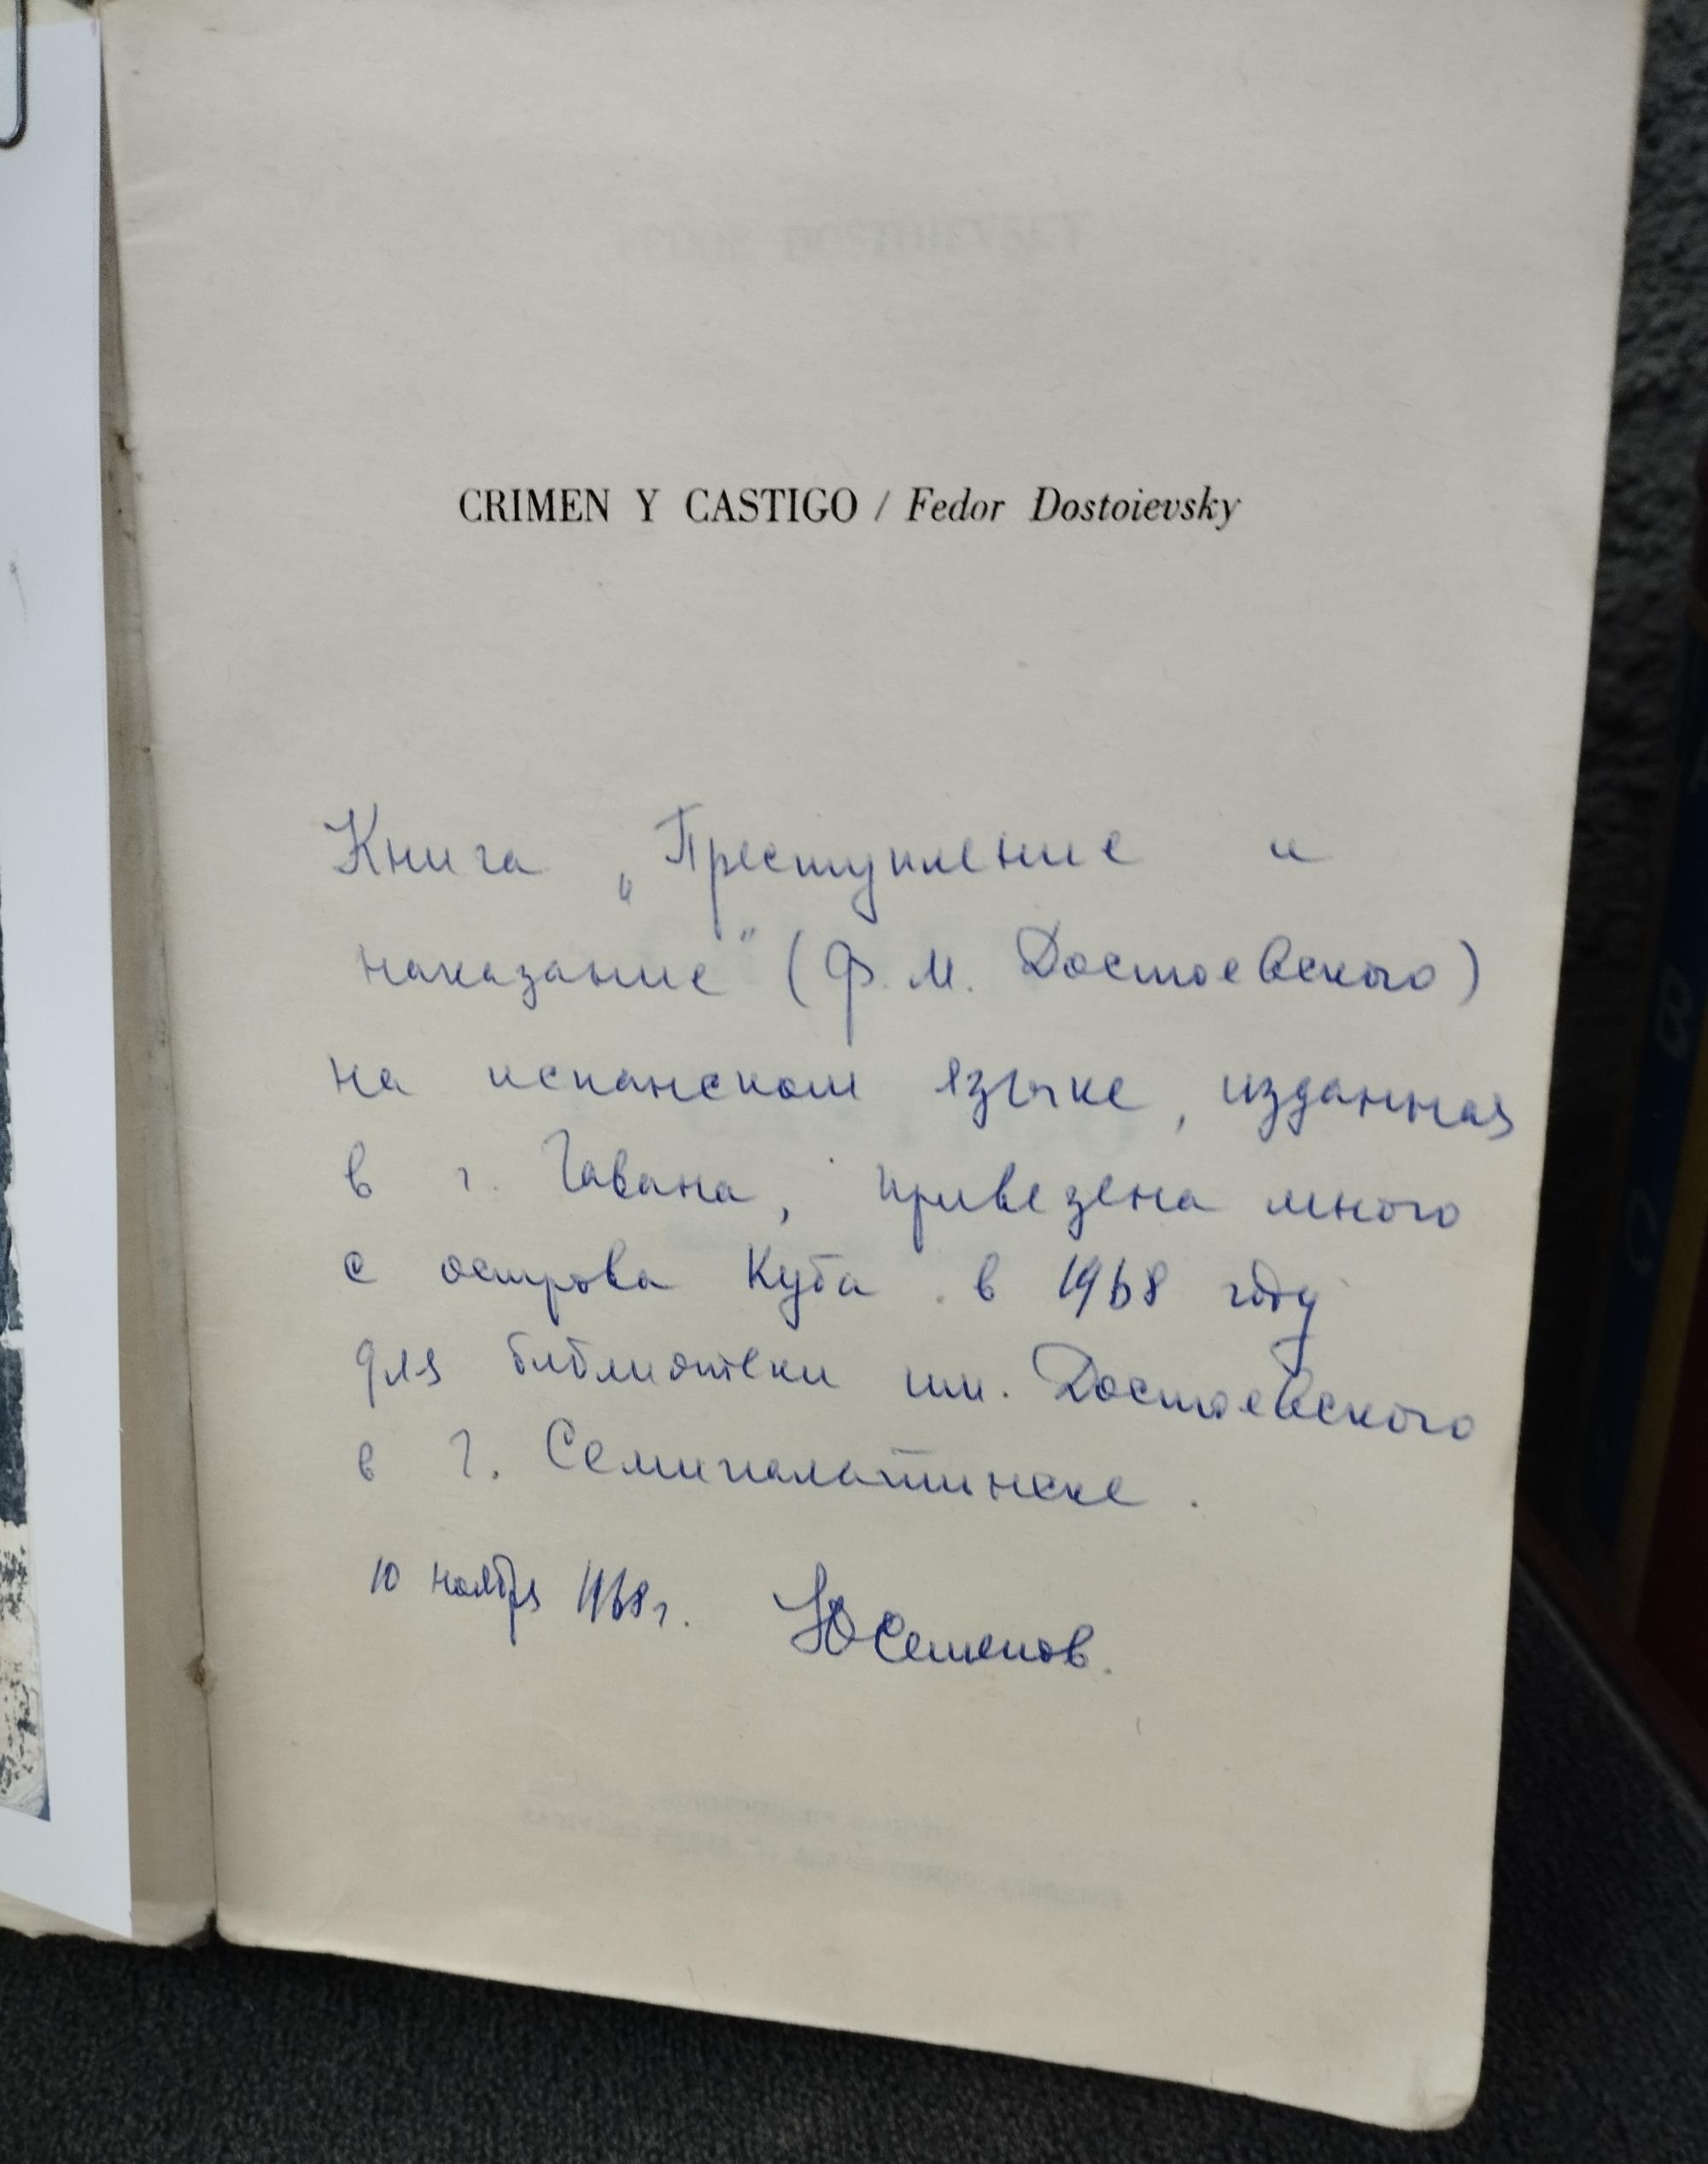 CRIMEN Y CASTIGO / Fedor Dostoievsky
Книга „Преступление и
наказание" (Ф. М. Достоевского)
на испанском языке, изданная
в г. Гавана, привезена мною
с острова Куба в 1968 году
для библиотеки им. Достоевского
в г. Семипалатинске.
10 ноября 1968 г. ЮСеменов.